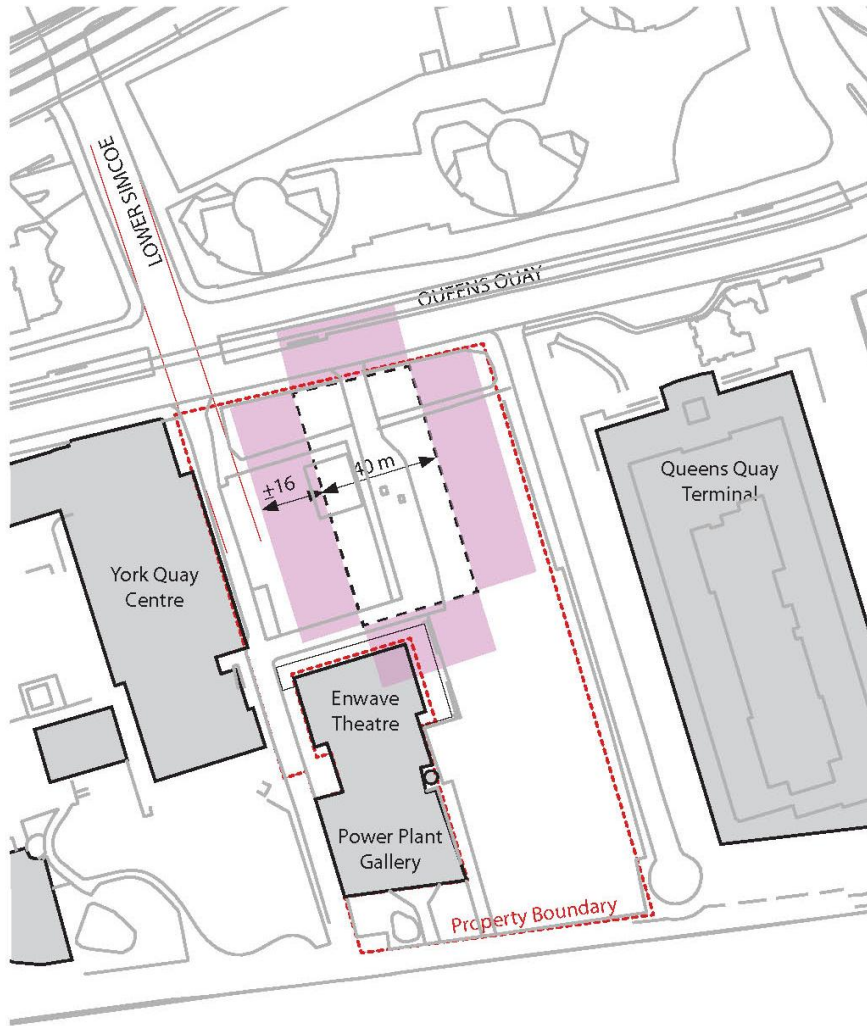 LOWER SIMCOE
QUEENS QUAY
±16
40 m
Queens Quay
Terminal
York Quay
Centre
Enwave
Theatre
Power Plant
Gallery
Property Boundary